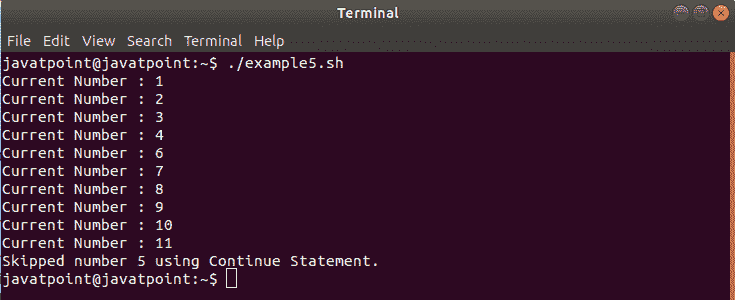 Terminal
File Edit View Search Terminal Help
javatpoint@javatpoint:~$ ./example5.sh
Current Number : 1
Current Number : 2
Current Number : 3
Current Number : 4
Current Number : 6
Current Number : 7
Current Number : 8
Current Number : 9
Current Number : 10
Current Number : 11
Skipped number 5 using Continue Statement.
javatpoint@javatpoint:~$